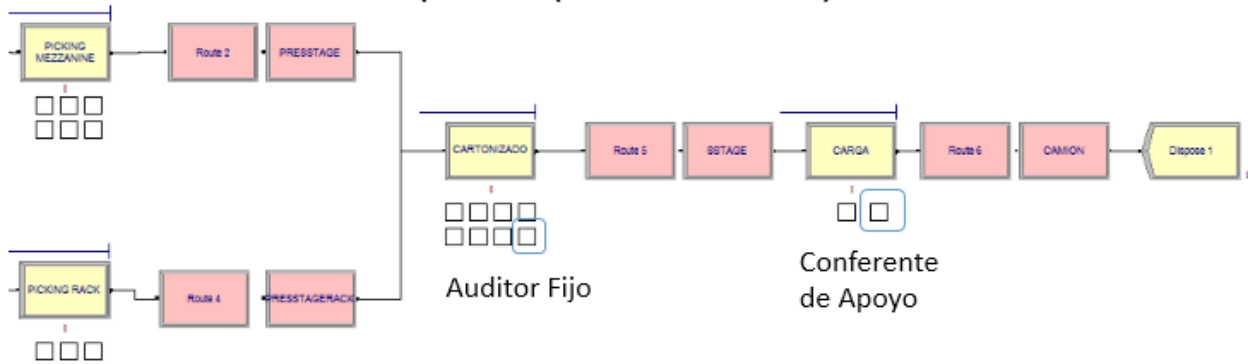 PICKING
MEZZANINE
Route 2
PRESSTAGE
CARTONIZADO
Route 5
SSTAGE
CARGA
Route 6
CAMION
Dispose 1
Auditor Fijo
Conferente
de Apoyo
PICKING RACK
Route 4
PRESSTAGERACK